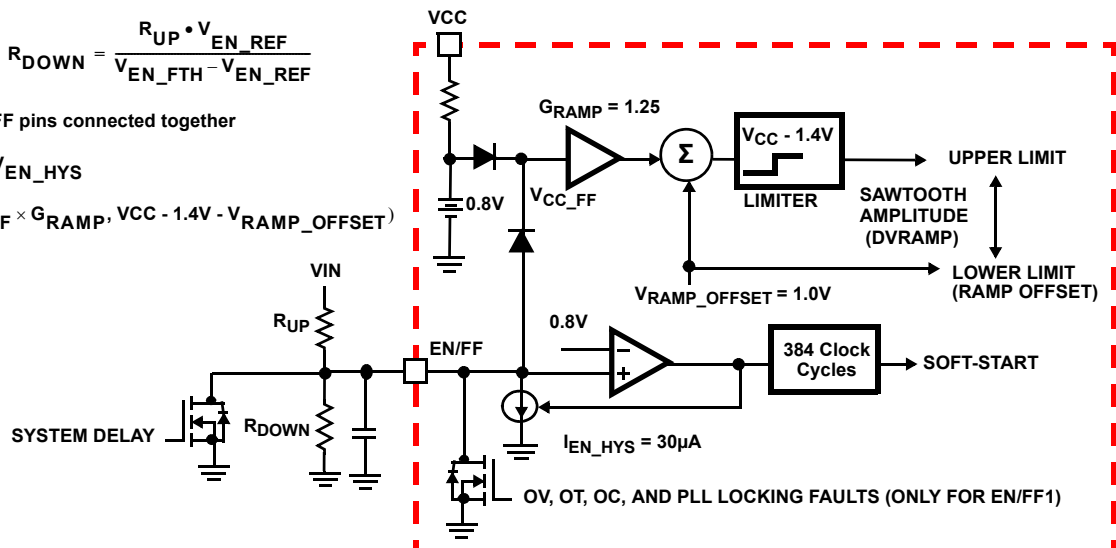 R_DOWN = R_UP • V_EN_REF / V_EN_FTH – V_EN_REF
FF pins connected together
V_EN_HYS
F × G_RAMP, VCC - 1.4V - V_RAMP_OFFSET)
VCC
G_RAMP = 1.25
V_CC - 1.4V
Σ
LIMITER
UPPER LIMIT
0.8V
V_CC_FF
SAWTOOTH
AMPLITUDE
(DVRAMP)
LOWER LIMIT
(RAMP OFFSET)
V_RAMP_OFFSET = 1.0V
VIN
R_UP
EN/FF
0.8V
–
+
384 Clock
Cycles
SOFT-START
SYSTEM DELAY
R_DOWN
I_EN_HYS = 30µA
OV, OT, OC, AND PLL LOCKING FAULTS (ONLY FOR EN/FF1)